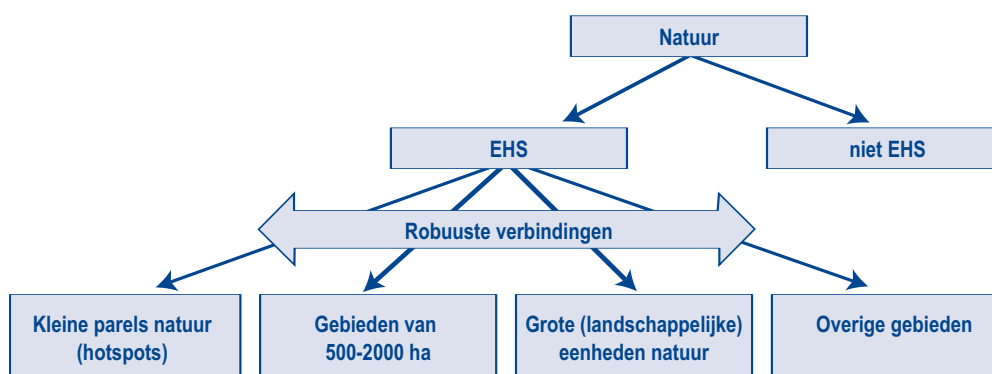 Natuur
EHS
niet EHS
Robuuste verbindingen
Kleine parels natuur
(hotspots)
Gebieden van
500-2000 ha
Grote (landschappelijke)
eenheden natuur
Overige gebieden